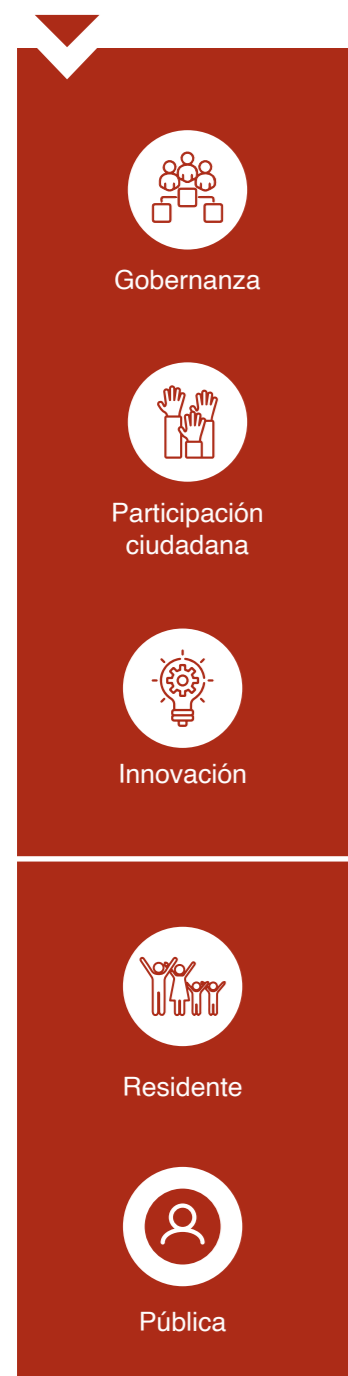 Gobernanza
Participación
ciudadana
Innovación
Residente
Pública